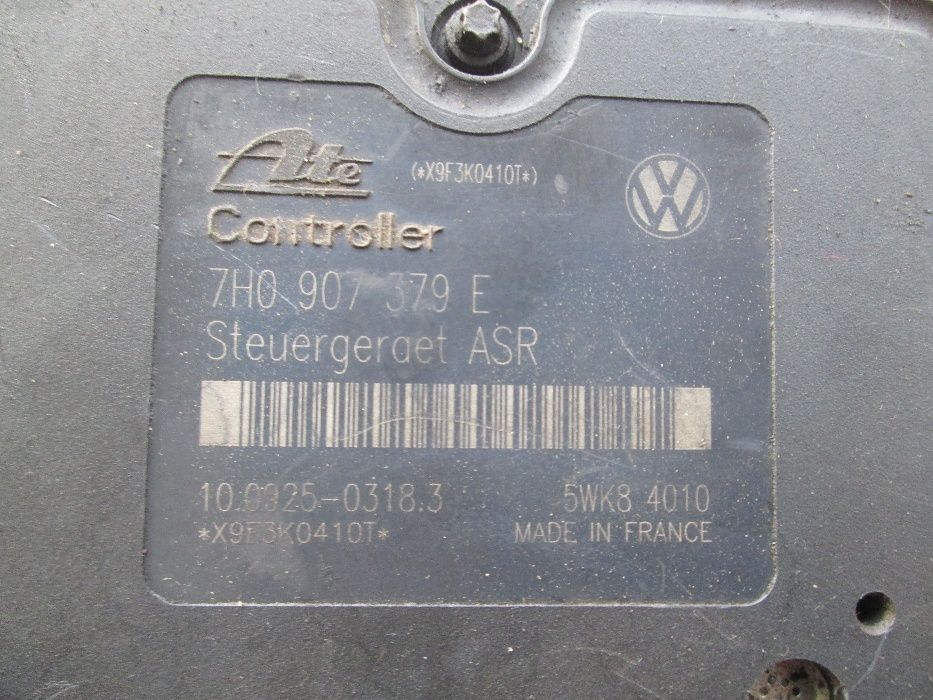 Ate
(*X9F3K0410T*)
Controller
7H0 907 379 E
Steuergeraet ASR
10.0925-0318.3
5WK8 4010
*X9F3K0410T*
MADE IN FRANCE